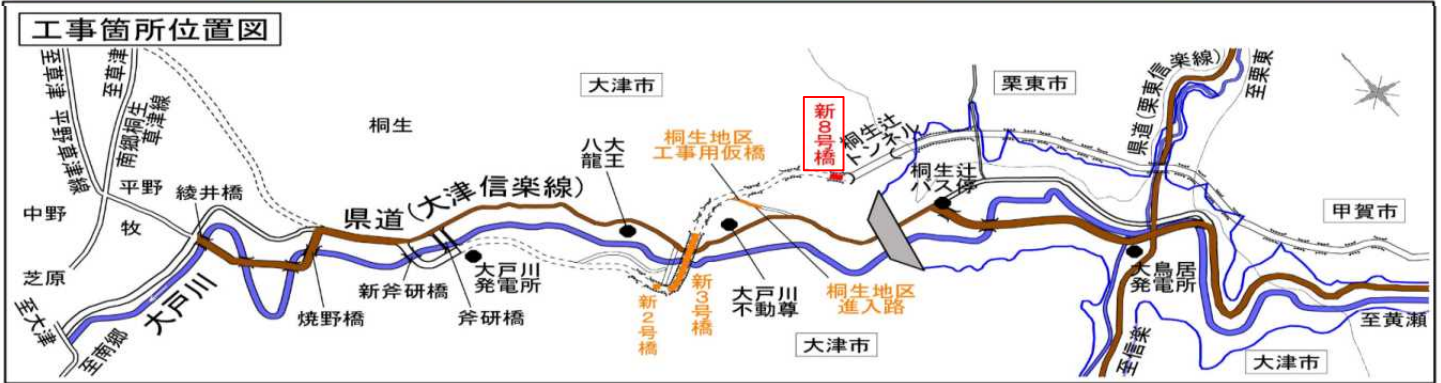 工事箇所位置図
至草津 平野草津線
至草津
南郷桐生
草津線
桐生
平野
中野
綾井橋
牧
芝原
至大津
至南郷
大戸川
県道(大津信楽線)
焼野橋
新斧研橋
斧研橋
大戸川
発電所
大津市
八大
龍王
新2号橋
新3号橋
桐生地区
工事用仮橋
大戸川
不動尊
桐生地区
進入路
新8号橋
桐生辻
トンネル
栗東市
桐生辻
バス停
大津市
県道(栗東信楽線)
至栗東
甲賀市
大鳥居
発電所
至信楽
大津市
至黄瀬